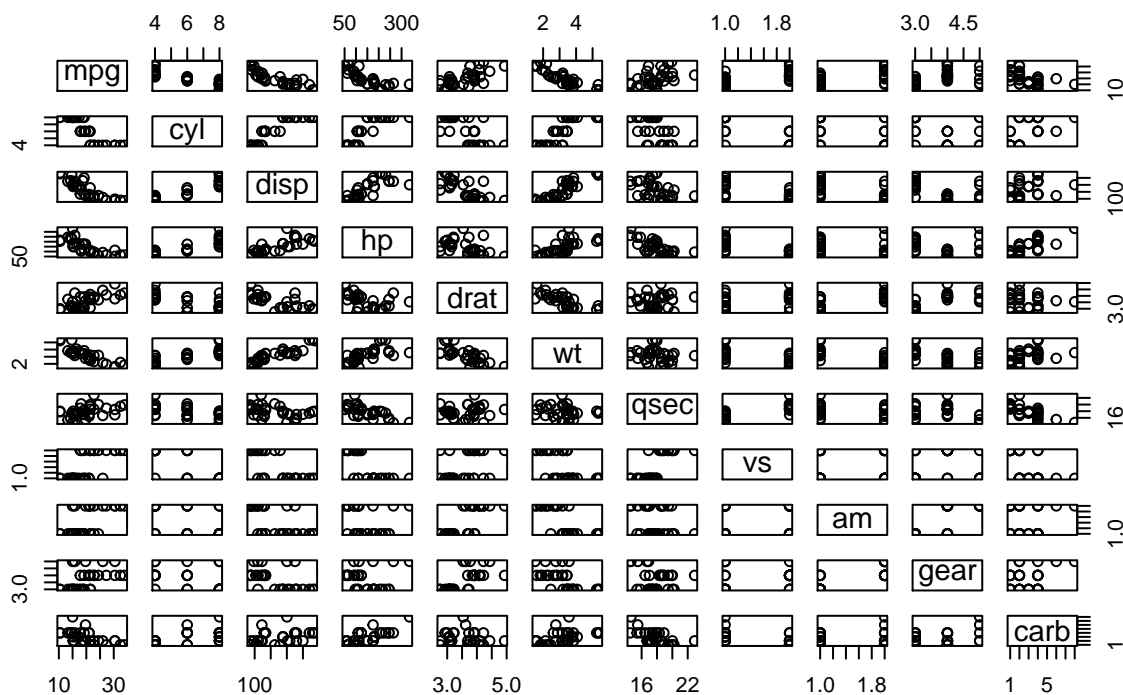 4 6 8 50 300 2 4 1.0 1.8 3.0 4.5
mpg 10
4 cyl
disp 100
50 hp
drat 3.0
2 wt
qsec 16
1.0 vs
am 1.0
3.0 gear
carb 1
10 30 100 3.0 5.0 16 22 1.0 1.8 1 5